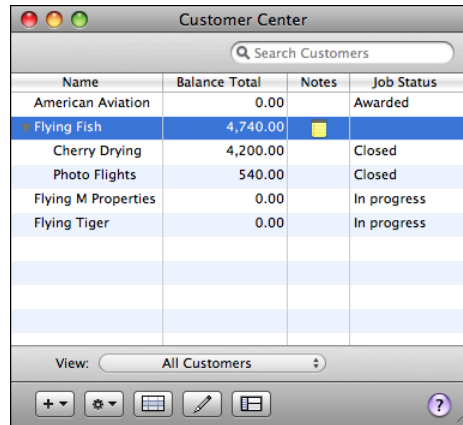 Customer Center
Search Customers
Name Balance Total Notes Job Status
American Aviation 0.00 Awarded
Flying Fish 4,740.00
Cherry Drying 4,200.00 Closed
Photo Flights 540.00 Closed
Flying M Properties 0.00 In progress
Flying Tiger 0.00 In progress
View: All Customers
?